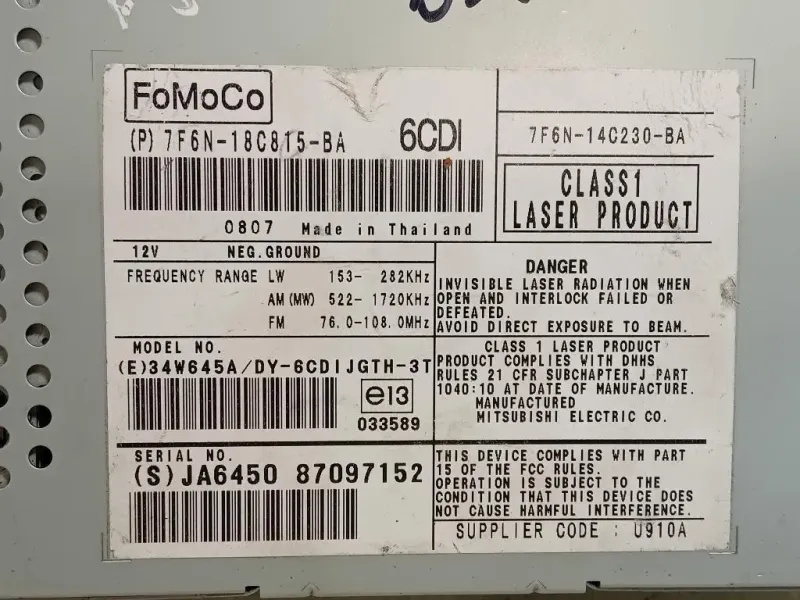 FoMoCo
(P) 7F6N-18C815-BA 6CDI
0807 Made in Thailand
7F6N-14C230-BA
CLASS1
LASER PRODUCT
12V NEG.GROUND
FREQUENCY RANGE LW 153- 282KHz
AM(MW) 522- 1720KHz
FM 76.0-108.0MHz
DANGER
INVISIBLE LASER RADIATION WHEN
OPEN AND INTERLOCK FAILED OR
DEFEATED.
AVOID DIRECT EXPOSURE TO BEAM.
MODEL NO.
(E)34W645A/DY-6CDIJGTH-3T
e13
033589
CLASS 1 LASER PRODUCT
PRODUCT COMPLIES WITH DHHS
RULES 21 CFR SUBCHAPTER J PART
1040:10 AT DATE OF MANUFACTURE.
MANUFACTURED
MITSUBISHI ELECTRIC CO.
SERIAL NO.
(S)JA6450 87097152
THIS DEVICE COMPLIES WITH PART
15 OF THE FCC RULES.
OPERATION IS SUBJECT TO THE
CONDITION THAT THIS DEVICE DOES
NOT CAUSE HARMFUL INTERFERENCE.
SUPPLIER CODE : U910A